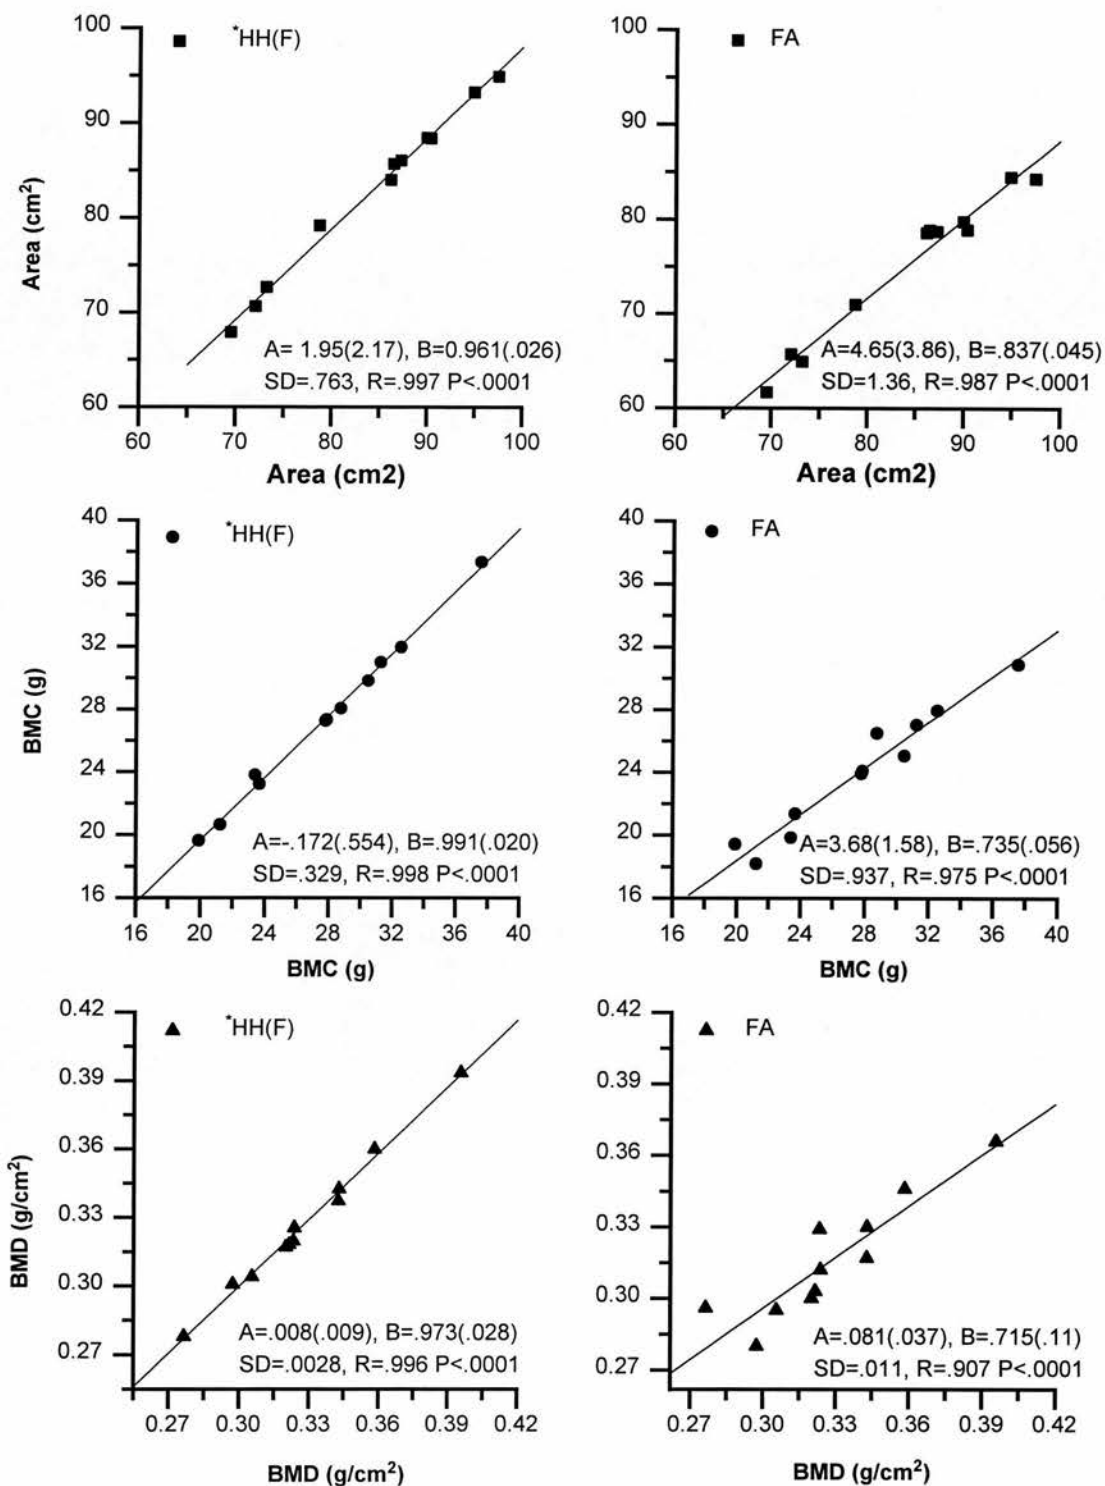 *HH(F)
100
90
80
70
60
Area (cm²)
A= 1.95(2.17), B=0.961(.026)
SD=.763, R=.997 P<.0001
60 70 80 90 100
Area (cm2)
FA
100
90
80
70
60
A=4.65(3.86), B=.837(.045)
SD=1.36, R=.987 P<.0001
60 70 80 90 100
Area (cm2)
*HH(F)
40
36
32
28
24
20
16
BMC (g)
A=-.172(.554), B=.991(.020)
SD=.329, R=.998 P<.0001
16 20 24 28 32 36 40
BMC (g)
FA
40
36
32
28
24
20
16
A=3.68(1.58), B=.735(.056)
SD=.937, R=.975 P<.0001
16 20 24 28 32 36 40
BMC (g)
*HH(F)
0.42
0.39
0.36
0.33
0.30
0.27
BMD (g/cm²)
A=.008(.009), B=.973(.028)
SD=.0028, R=.996 P<.0001
0.27 0.30 0.33 0.36 0.39 0.42
BMD (g/cm²)
FA
0.42
0.39
0.36
0.33
0.30
0.27
A=.081(.037), B=.715(.11)
SD=.011, R=.907 P<.0001
0.27 0.30 0.33 0.36 0.39 0.42
BMD (g/cm²)